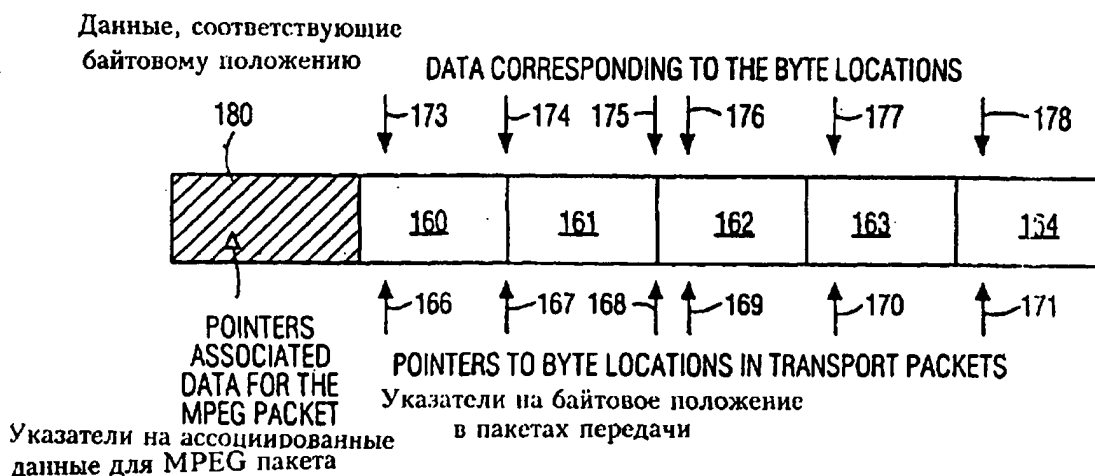 Данные, соответствующие
байтовому положению
DATA CORRESPONDING TO THE BYTE LOCATIONS
180
173
174
175
176
177
178
160
161
162
163
164
166
167
168
169
170
171
POINTERS
ASSOCIATED
DATA FOR THE
MPEG PACKET
POINTERS TO BYTE LOCATIONS IN TRANSPORT PACKETS
Указатели на байтовое положение
в пакетах передачи
Указатели на ассоциированные
данные для MPEG пакета